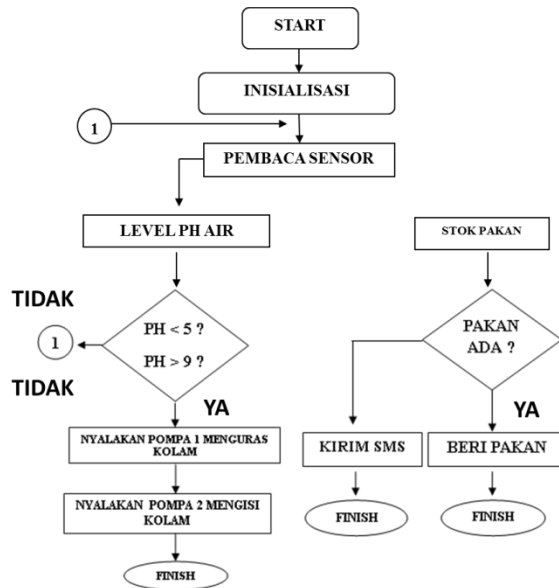 START
INISIALISASI
1
PEMBACA SENSOR
LEVEL PH AIR
STOK PAKAN
TIDAK
PH < 5 ?
PH > 9 ?
1
TIDAK
YA
PAKAN
ADA ?
YA
NYALAKAN POMPA 1 MENGURAS
KOLAM
KIRIM SMS
BERI PAKAN
NYALAKAN POMPA 2 MENGISI
KOLAM
FINISH
FINISH
FINISH